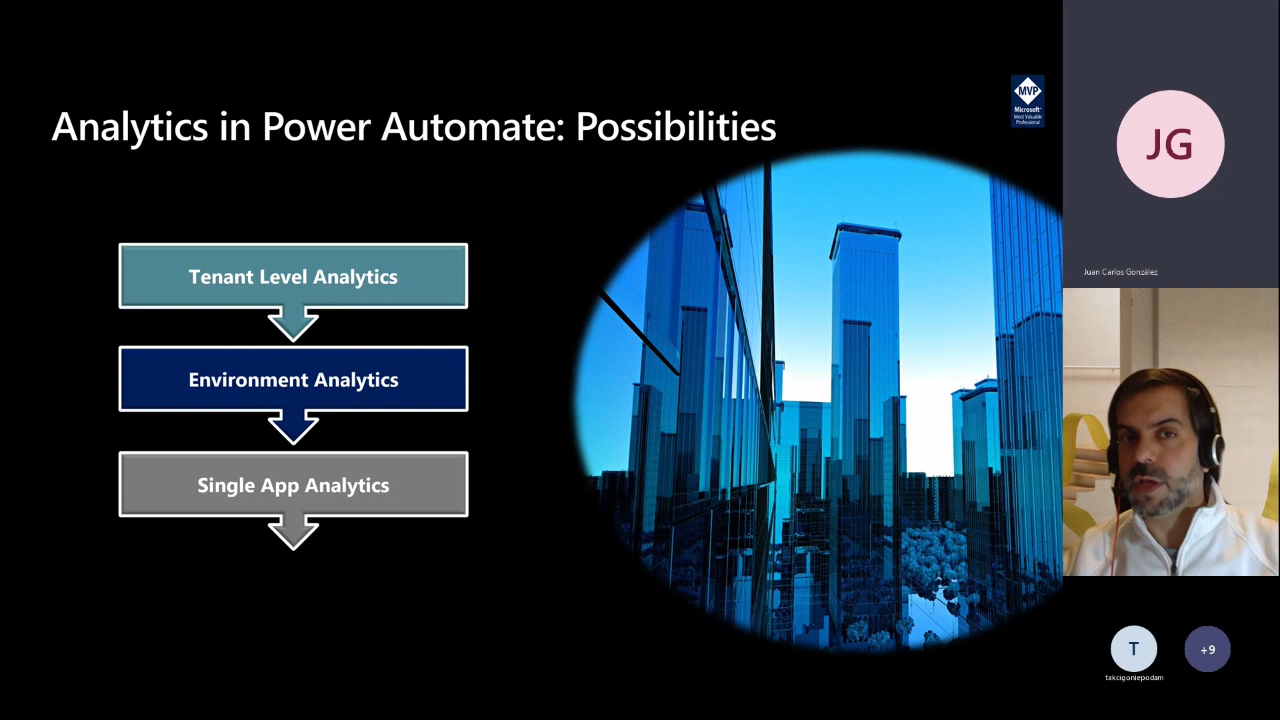 Analytics in Power Automate: Possibilities
MVP
Microsoft®
Most Valuable
Professional
Tenant Level Analytics
Environment Analytics
Single App Analytics
JG
Juan Carlos González
T
+9
takcigoniepodam